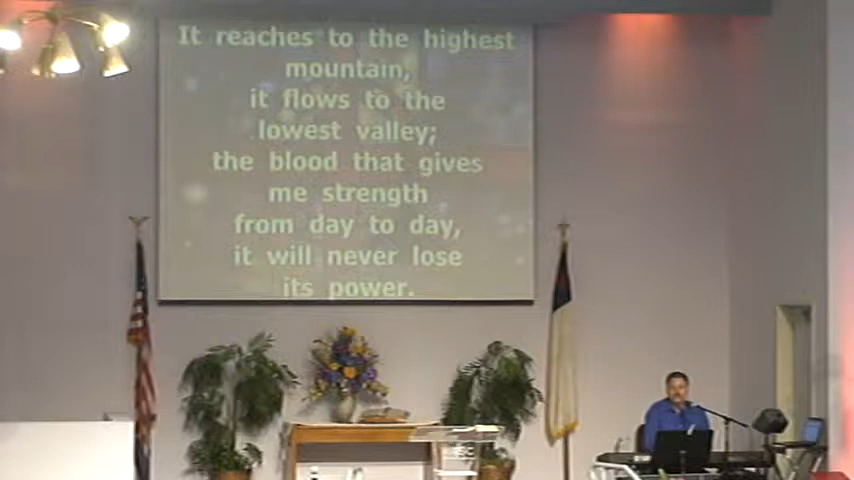 It reaches to the highest
mountain,
it flows to the
lowest valley;
the blood that gives
me strength
from day to day,
it will never lose
its power.